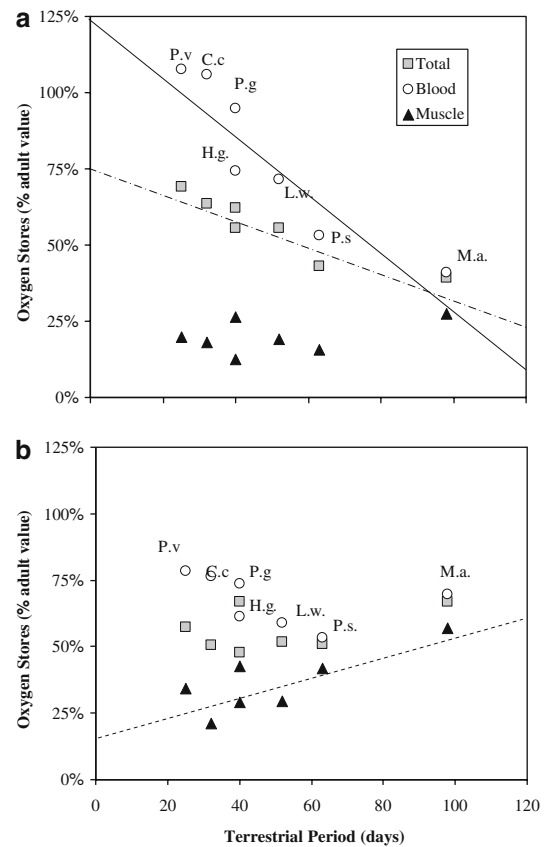 a
125%
100%
75%
50%
25%
0%
Oxygen Stores (% adult value)
P.v
C.c
P.g
H.g.
L.w.
P.s
M.a.
Total
Blood
Muscle
b
125%
100%
75%
50%
25%
0%
Oxygen Stores (% adult value)
P.v
C.c
P.g
H.g.
L.w.
P.s.
M.a.
0 20 40 60 80 100 120
Terrestrial Period (days)